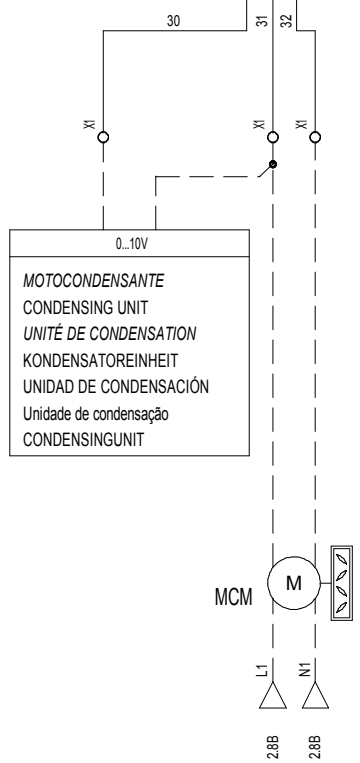 30
31
32
X1
X1
X1
0...10V
MOTOCONDENSANTE
CONDENSING UNIT
UNITÉ DE CONDENSATION
KONDENSATOREINHEIT
UNIDAD DE CONDENSACIÓN
Unidade de condensação
CONDENSINGUNIT
MCM
M
L1
N1
2.8B
2.8B